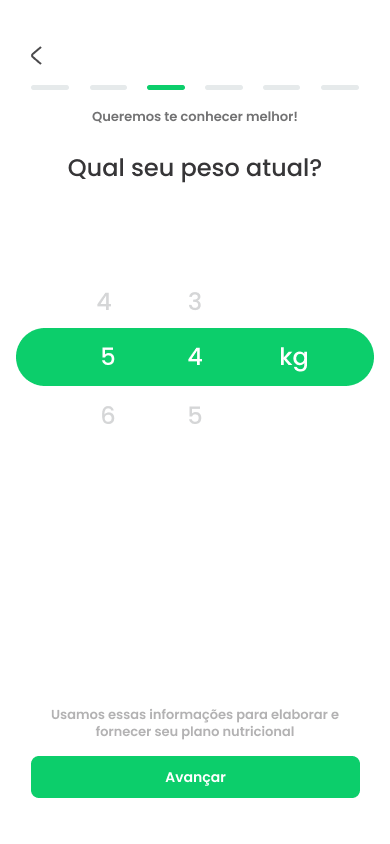 Queremos te conhecer melhor!
Qual seu peso atual?
4 3
5 4 kg
6 5
Usamos essas informações para elaborar e
fornecer seu plano nutricional
Avançar